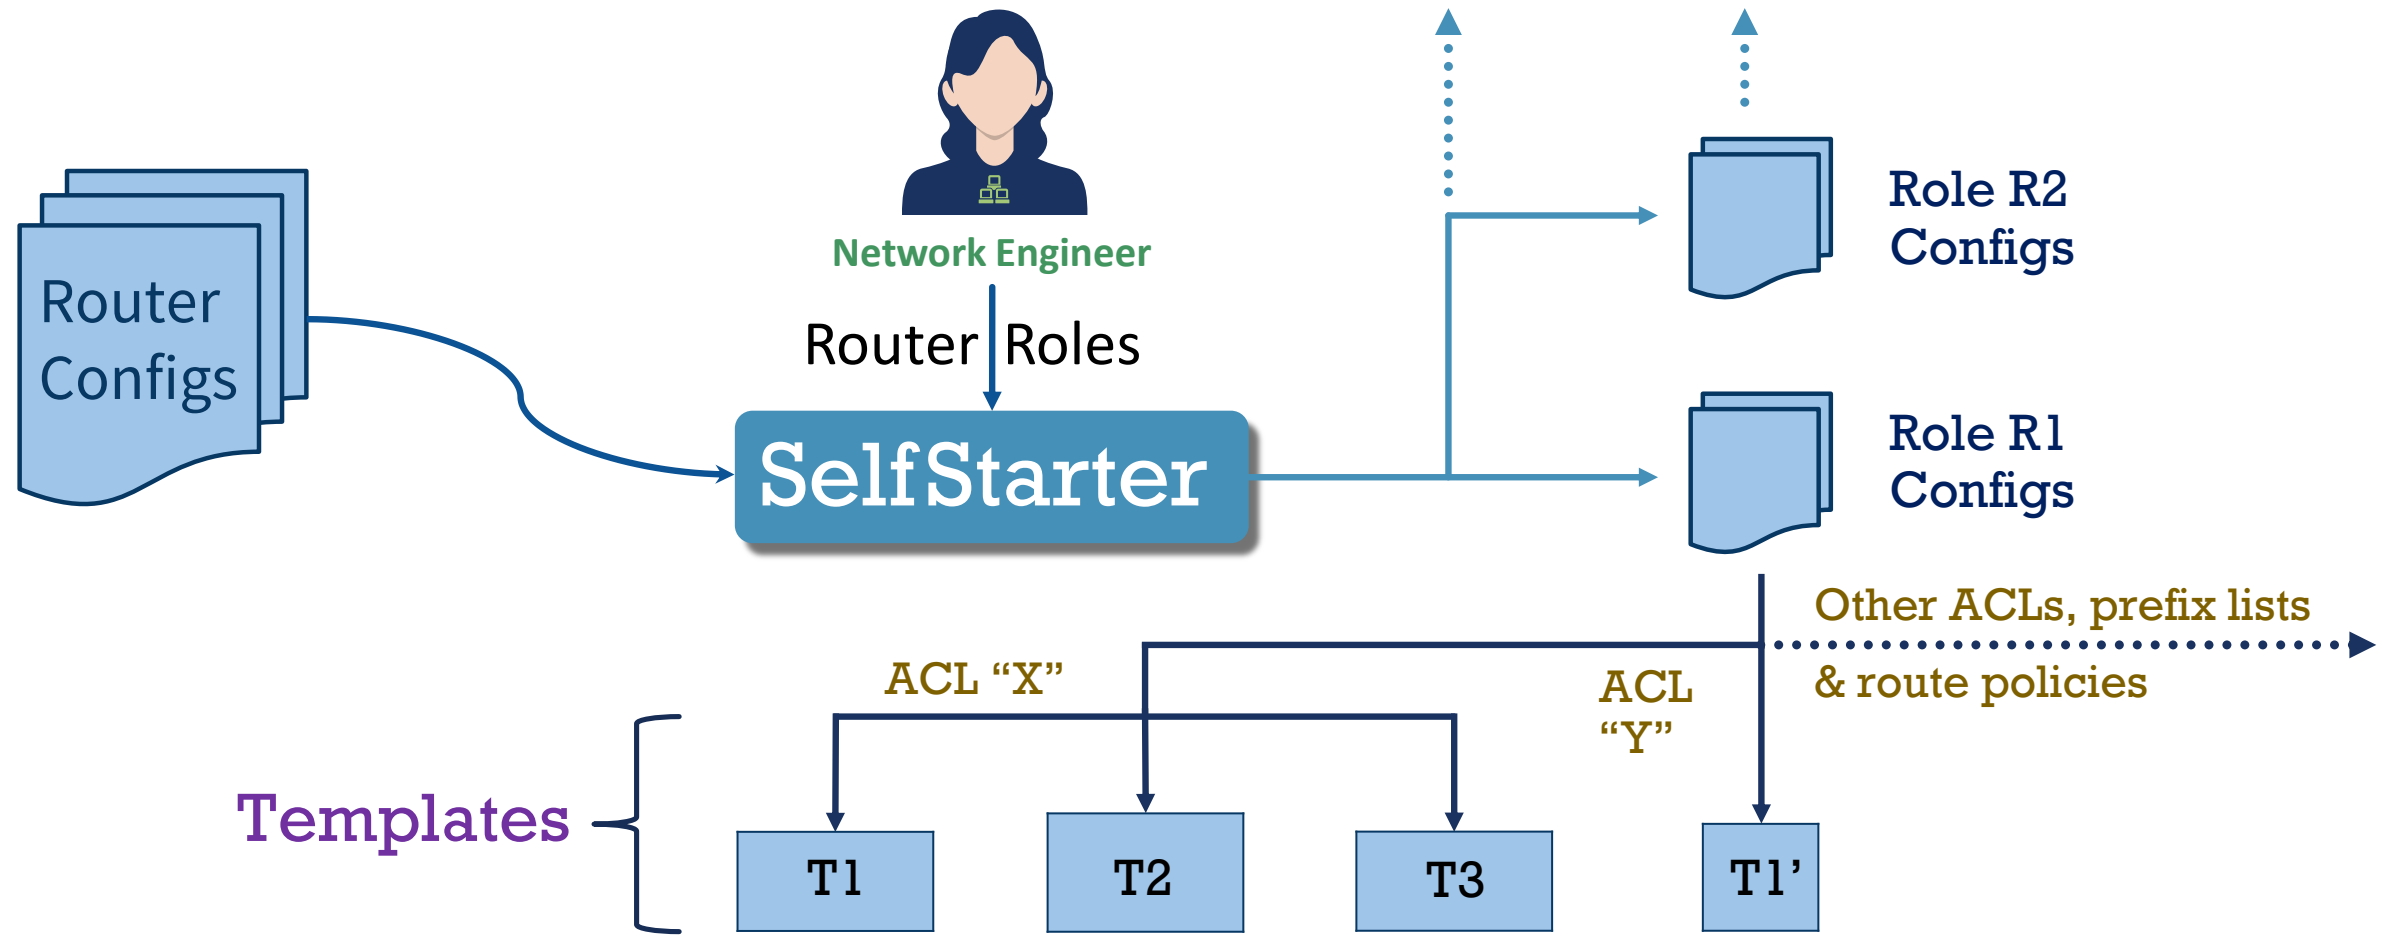 Network Engineer
Router Roles
Router
Configs
SelfStarter
Role R2
Configs
Role R1
Configs
Other ACLs, prefix lists
& route policies
ACL “X”
ACL
“Y”
Templates
T1
T2
T3
T1’